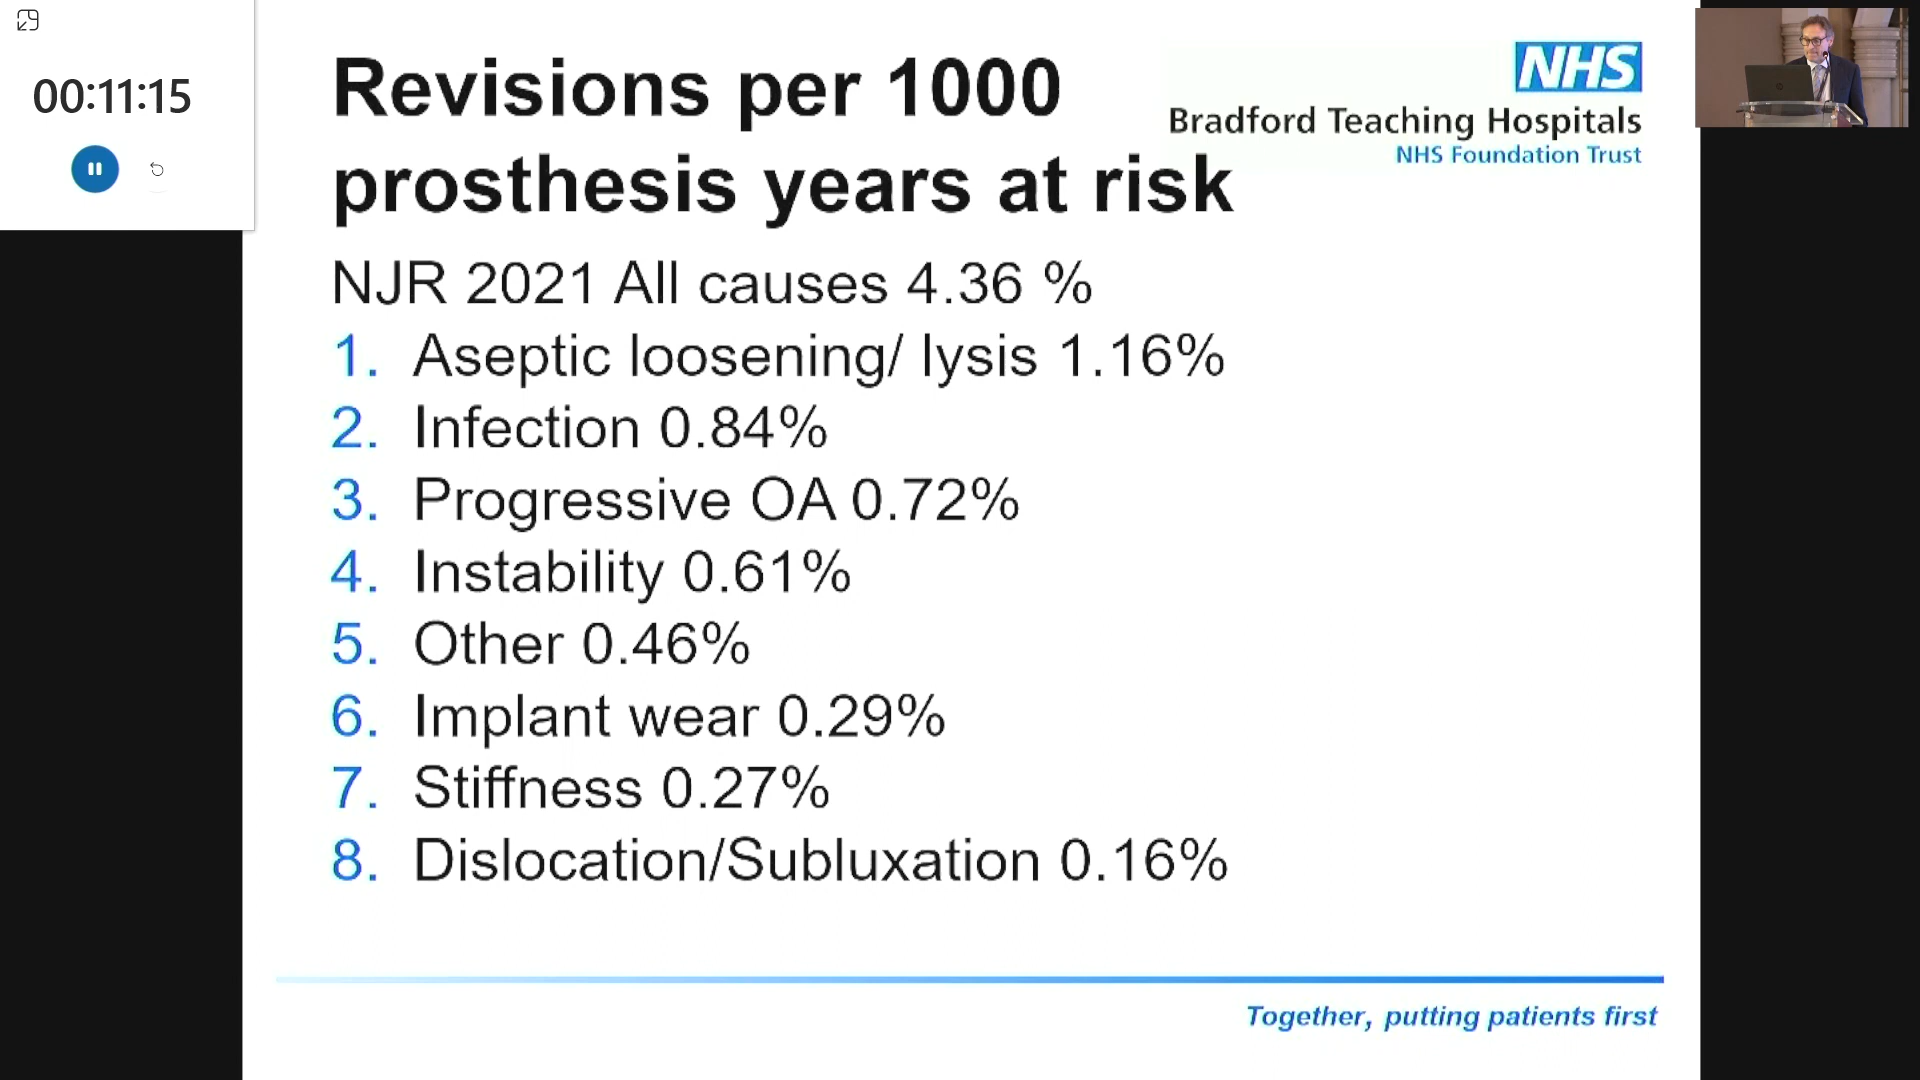 00:11:15
Revisions per 1000
prosthesis years at risk
NHS
Bradford Teaching Hospitals
NHS Foundation Trust
NJR 2021 All causes 4.36 %
1. Aseptic loosening/ lysis 1.16%
2. Infection 0.84%
3. Progressive OA 0.72%
4. Instability 0.61%
5. Other 0.46%
6. Implant wear 0.29%
7. Stiffness 0.27%
8. Dislocation/Subluxation 0.16%
Together, putting patients first